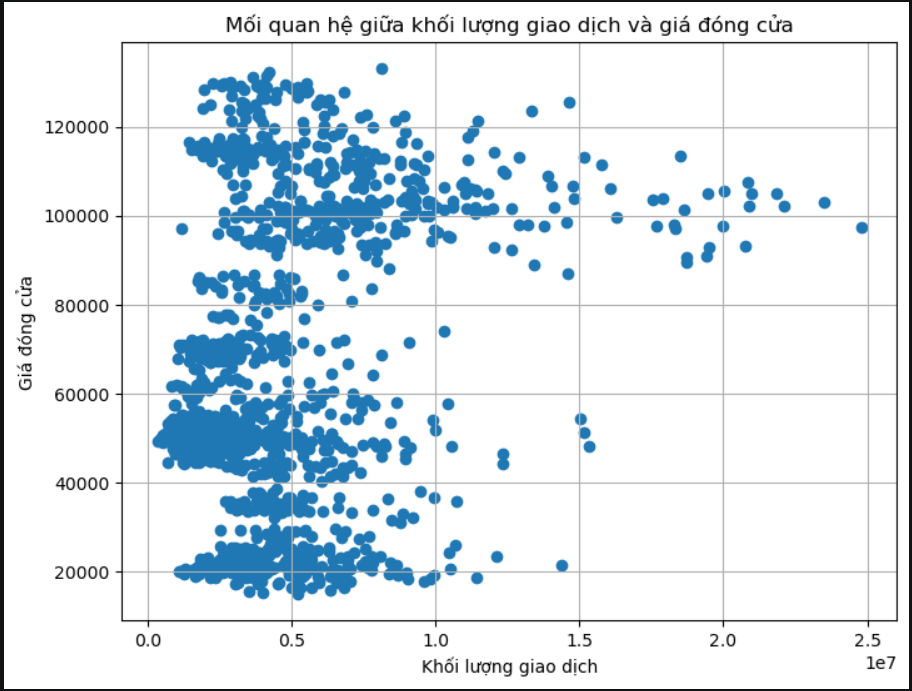 Mối quan hệ giữa khối lượng giao dịch và giá đóng cửa
Giá đóng cửa
120000
100000
80000
60000
40000
20000
0.0 0.5 1.0 1.5 2.0 2.5
1e7
Khối lượng giao dịch